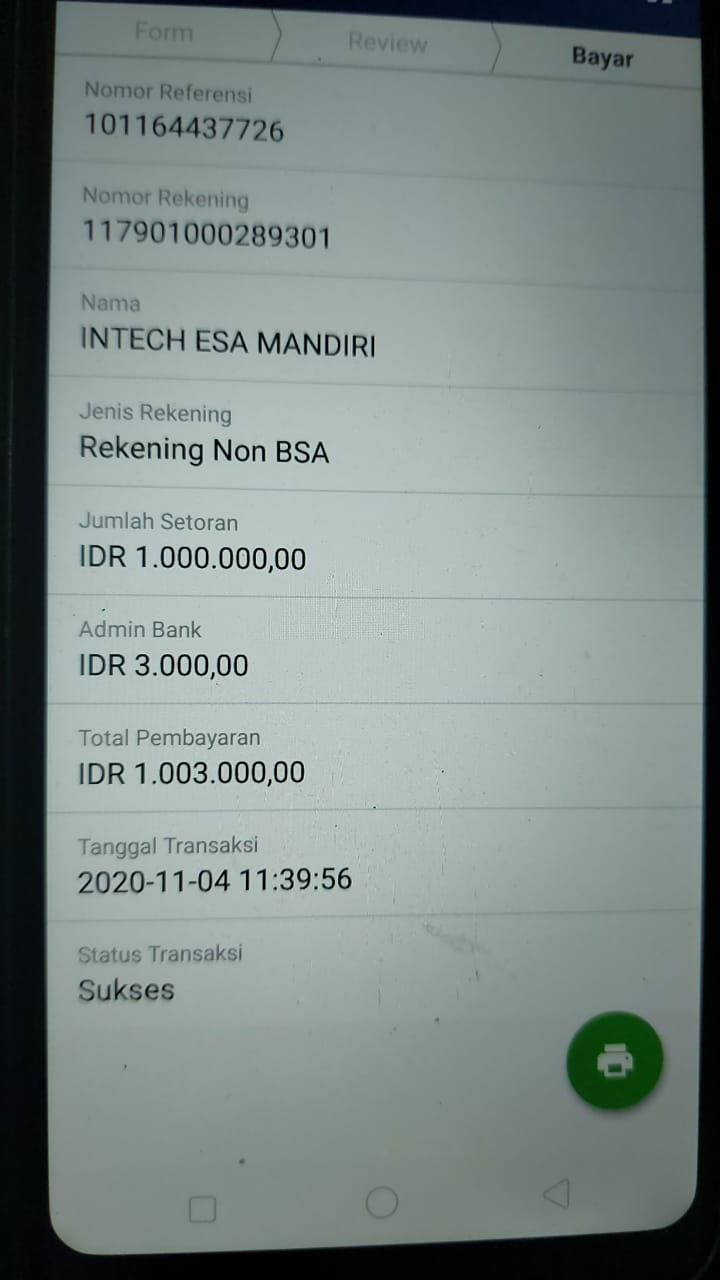 Form
Review
Bayar
Nomor Referensi
101164437726
Nomor Rekening
117901000289301
Nama
INTECH ESA MANDIRI
Jenis Rekening
Rekening Non BSA
Jumlah Setoran
IDR 1.000.000,00
Admin Bank
IDR 3.000,00
Total Pembayaran
IDR 1.003.000,00
Tanggal Transaksi
2020-11-04 11:39:56
Status Transaksi
Sukses